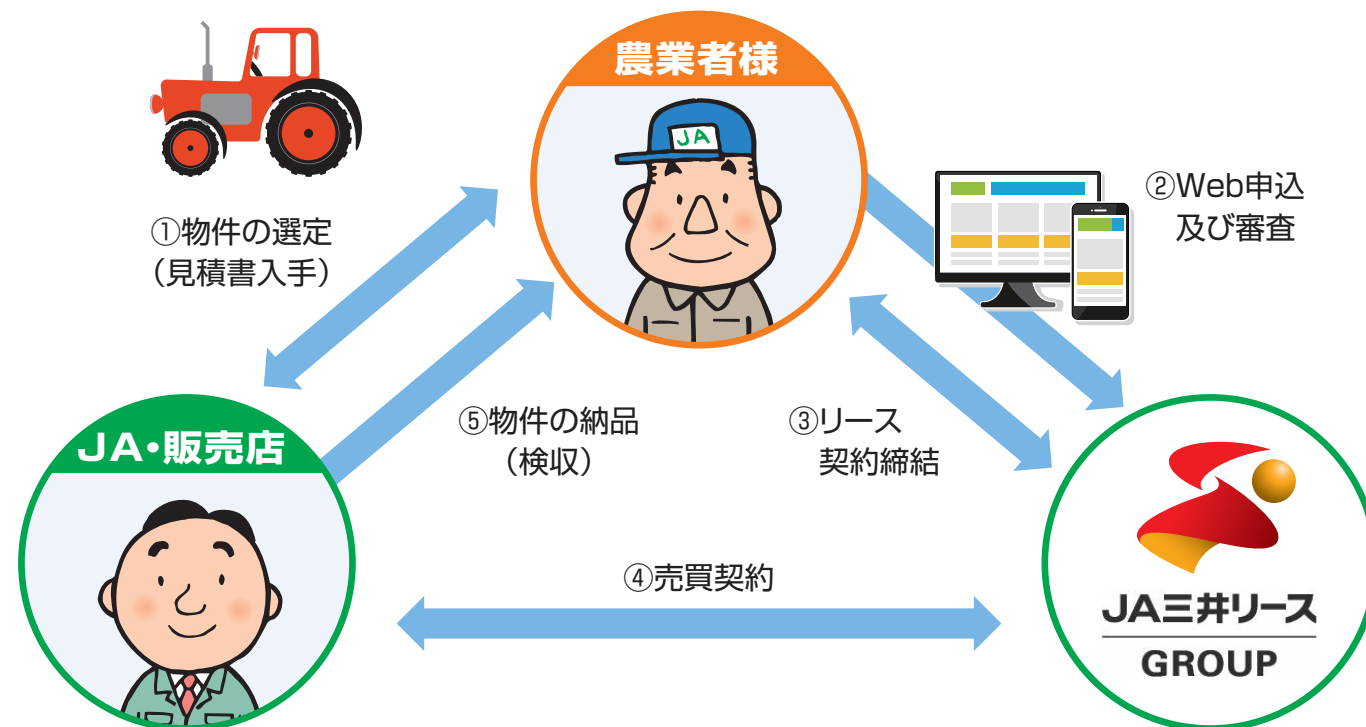 農業者様
JA
①物件の選定
（見積書入手）
②Web申込
及び審査
⑤物件の納品
（検収）
③リース
契約締結
JA・販売店
④売買契約
JA三井リース
GROUP